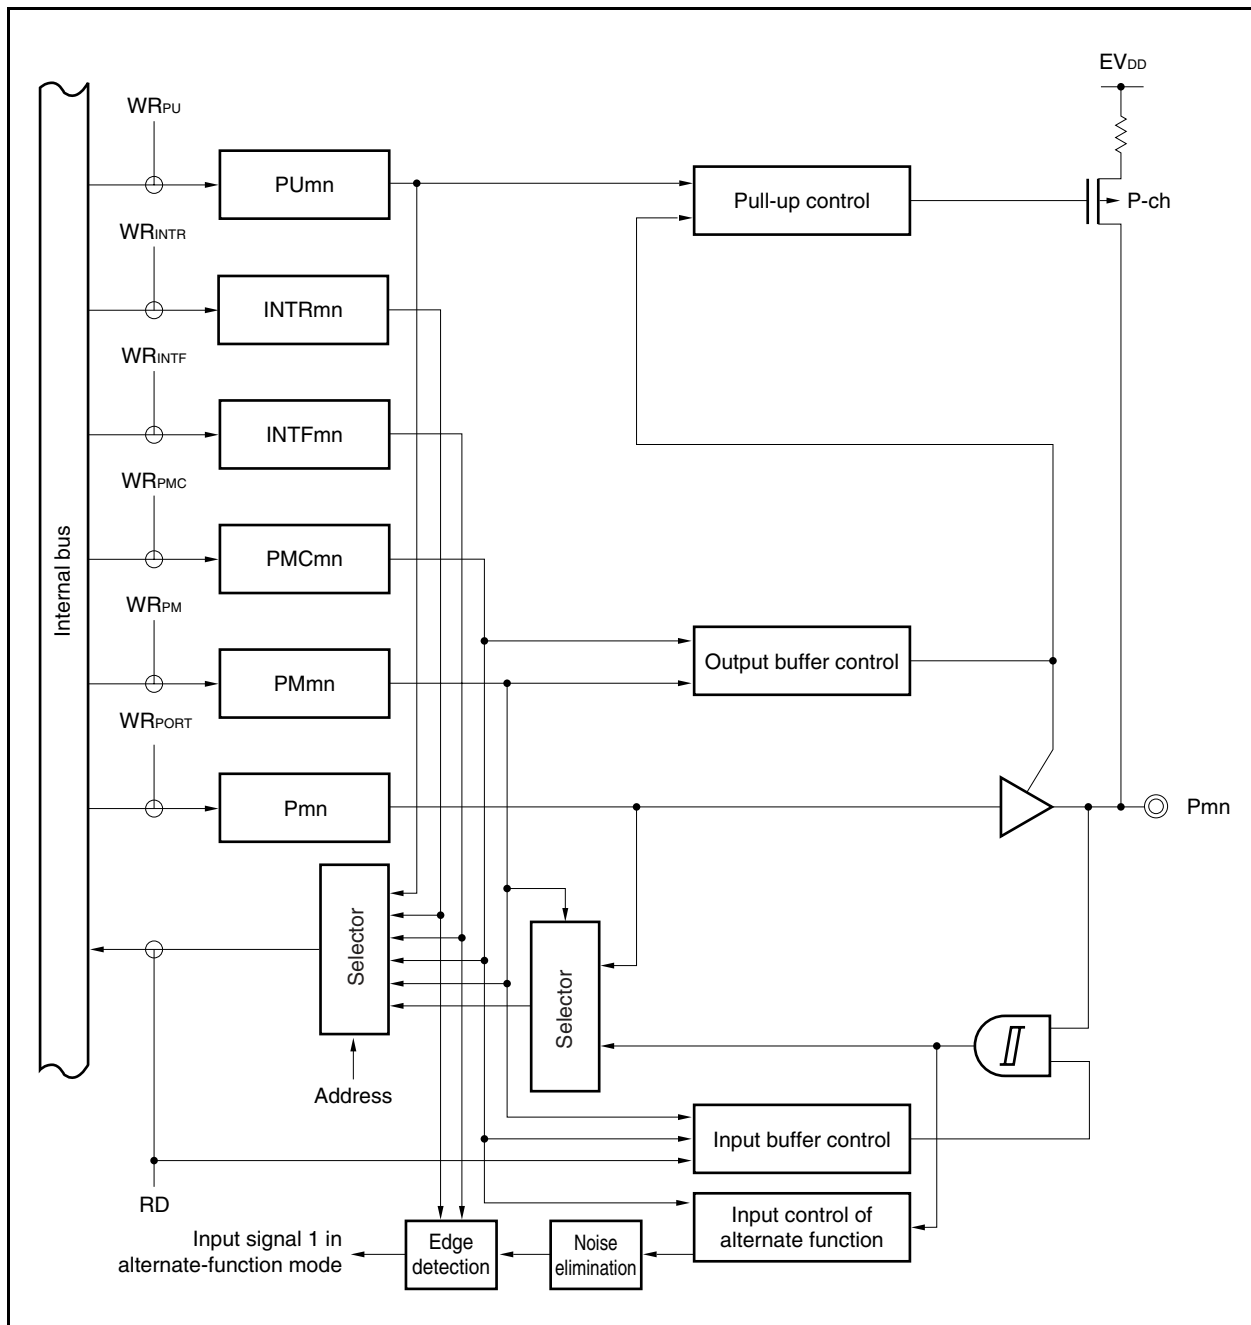 EVDD
WRPU
PUmn
Pull-up control
P-ch
WRINTR
INTRmn
WRINTF
INTFmn
WRPMC
PMCmn
Internal bus
WRPM
PMmn
Output buffer control
WRPORT
Pmn
Pmn
Selector
Selector
Address
Input buffer control
RD
Input control of
alternate function
Noise
elimination
Edge
detection
Input signal 1 in
alternate-function mode